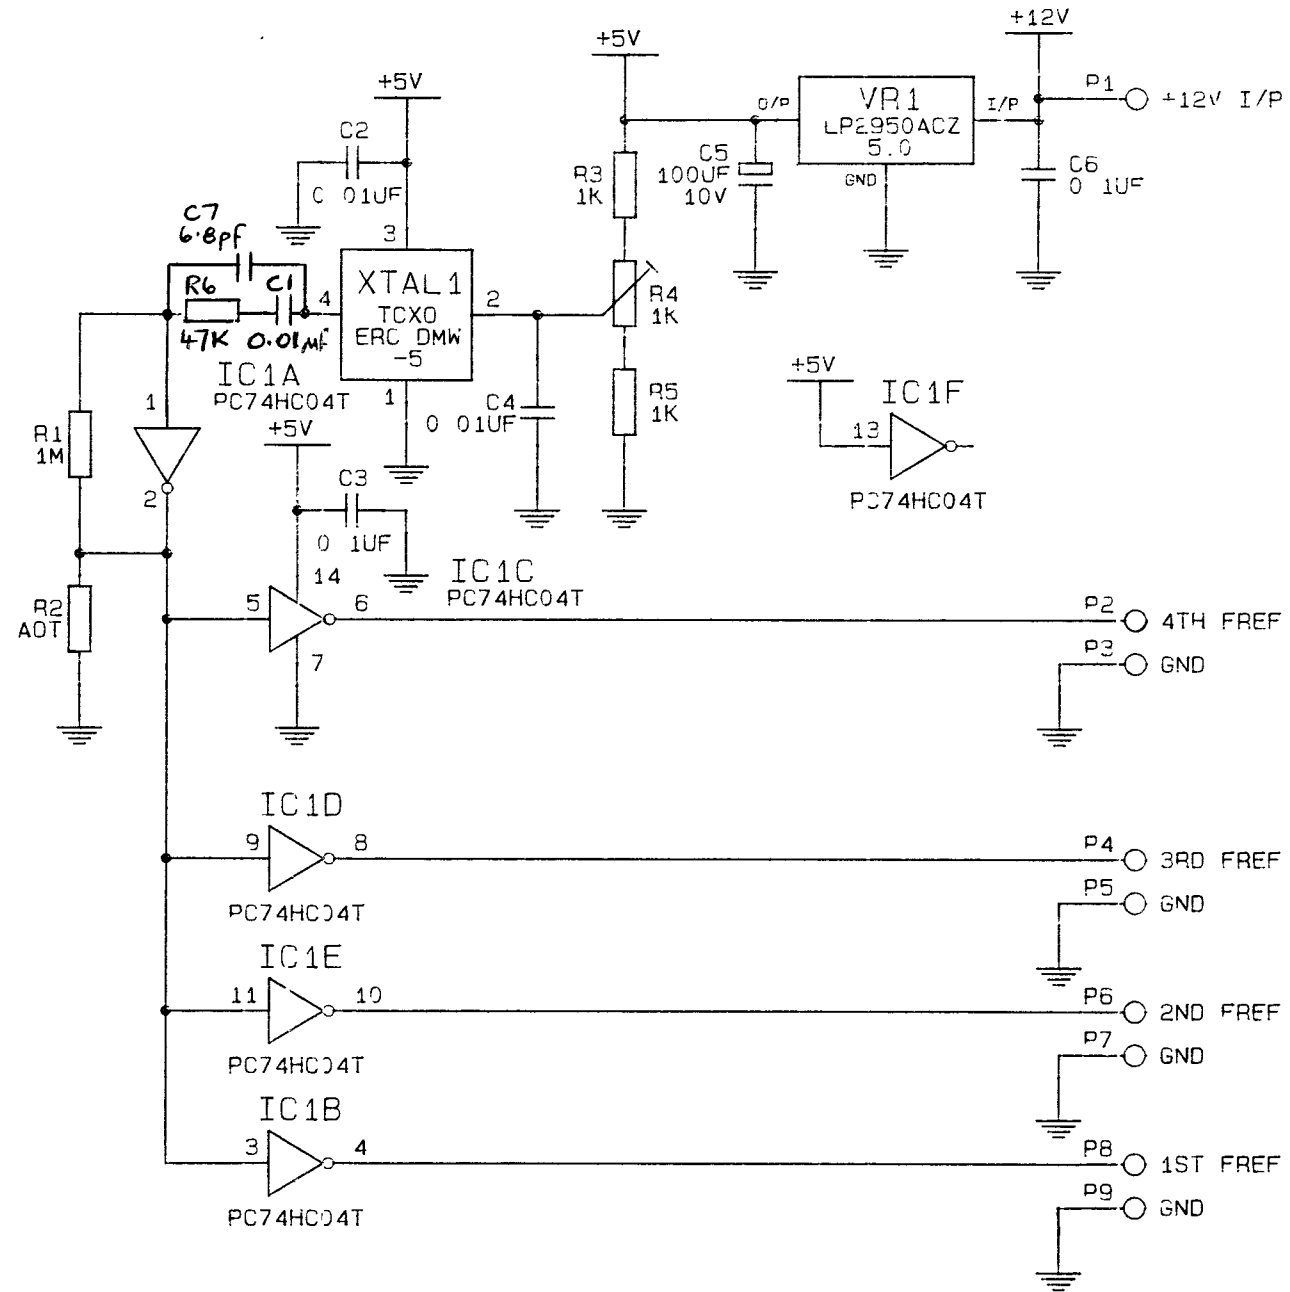 +12V
+5V
P1
+12V I/P
+5V
O/P
VR1
I/P
LP2950ACZ
5.0
GND
C2
0 01UF
C5
100UF
10V
C6
0 1UF
R3
1K
C7
6.8pf
3
R6
C1
4
XTAL1
2
TCXO
ERC DMW
-5
R4
1K
47K
0.01µf
IC1A
PC74HC04T
1
+5V
IC1F
1
C4
0 01UF
R5
1K
13
R1
1M
+5V
2
C3
0 1UF
PC74HC04T
14
IC1C
PC74HC04T
R2
AOT
5
6
P2
4TH FREF
7
P3
GND
IC1D
9
8
P4
3RD FREF
PC74HC04T
P5
GND
IC1E
11
10
P6
2ND FREF
PC74HC04T
P7
GND
IC1B
3
4
P8
1ST FREF
PC74HC04T
P9
GND